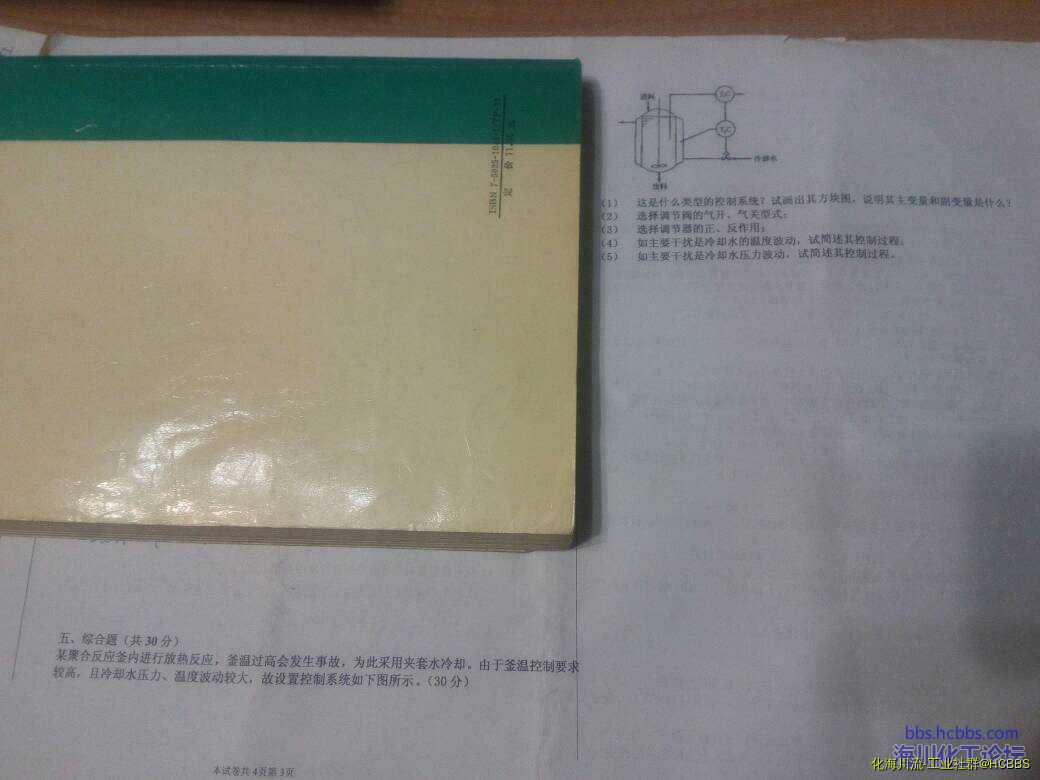 五、综合题（共30分）
某聚合反应釜内进行放热反应，釜温过高会发生事故，为此采用夹套水冷却。由于釜温控制要求
较高，且冷却水压力、温度波动较大，故设置控制系统如下图所示。（30分）
本试卷共4页第3页
进料
T₁C
T₂C
冷却水
出料
(1) 这是什么类型的控制系统？试画出其方块图，说明其主变量和副变量是什么？
(2) 选择调节阀的气开、气关型式；
(3) 选择调节器的正、反作用；
(4) 如主要干扰是冷却水的温度波动，试简述其控制过程；
(5) 如主要干扰是冷却水压力波动，试简述其控制过程。
ISBN 7-5025-
定 价
bbs.hcbbs.com
海川化工论坛
化海川流-工业社群@HCBBS